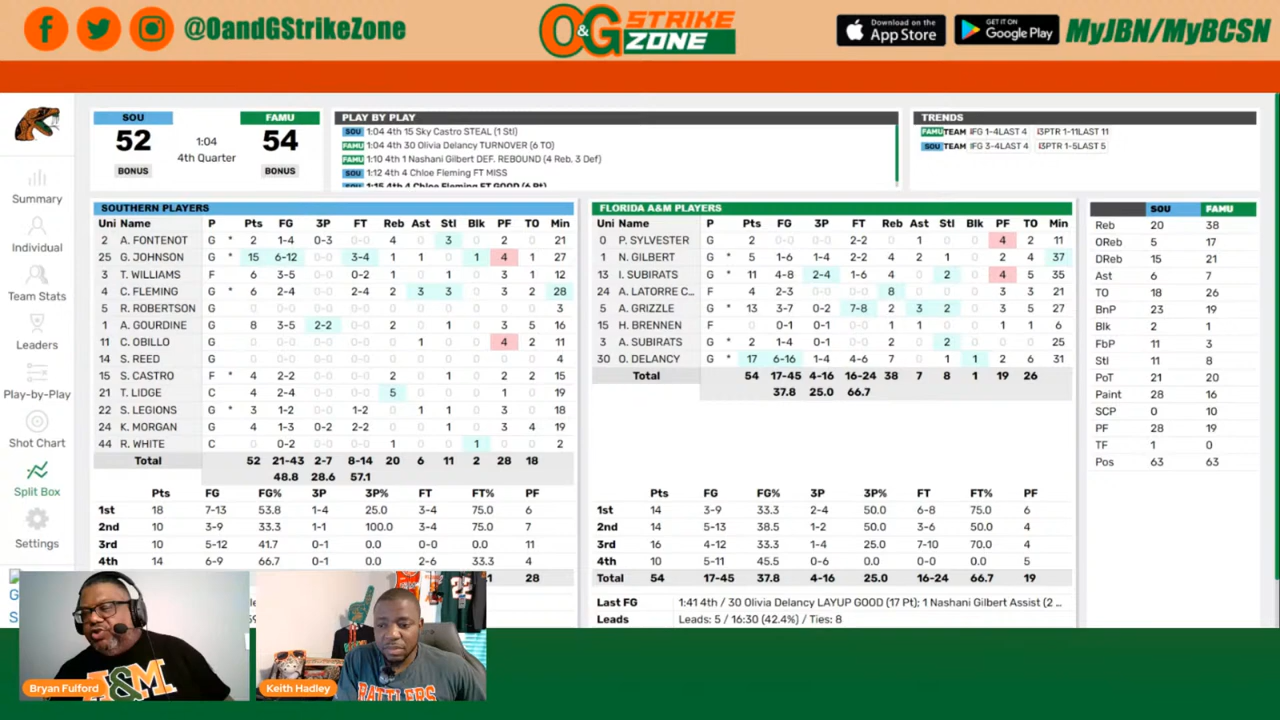 @OandGStrikeZone
O&G STRIKE ZONE
Download on the App Store
GET IT ON Google Play
MyJBN/MyBCSN
SOU FAMU
52 1:04 54
4th Quarter
BONUS BONUS
PLAY BY PLAY
SOU 1:04 4th 15 Sky Castro STEAL (1 Stl)
FAMU 1:04 4th 30 Olivia Delancy TURNOVER (6 TO)
FAMU 1:10 4th 1 Nashani Gilbert DEF. REBOUND (4 Reb, 3 Def)
SOU 1:12 4th 4 Chloe Fleming FT MISS
SOU 1:15 4th 4 Chloe Fleming FT GOOD (6 Pt)
TRENDS
FAMU TEAM IFG 1-4LAST 4 I3PTR 1-11LAST 11
SOU TEAM IFG 3-4LAST 4 I3PTR 1-5LAST 5
Summary
Individual
Team Stats
Leaders
Play-by-Play
Shot Chart
Split Box
Settings
SOUTHERN PLAYERS
Uni Name P Pts FG 3P FT Reb Ast Stl Blk PF TO Min
2 A. FONTENOT G * 2 1-4 0-3 0-0 4 0 3 0 2 0 21
25 G. JOHNSON G * 15 6-12 0-0 3-4 1 1 0 1 4 1 27
3 T. WILLIAMS G 6 3-5 0-0 0-2 1 0 1 0 3 1 12
4 C. FLEMING G * 6 2-4 0-0 2-4 2 3 3 0 3 2 28
5 R. ROBERTSON G 0 0-0 0-0 0-0 0 0 0 0 0 0 3
1 A. GOURDINE G 8 3-5 2-2 0-0 2 0 1 0 3 5 16
11 C. OBILLO G 0 0-0 0-0 0-0 0 1 0 0 4 2 11
14 S. REED G 0 0-0 0-0 0-0 0 0 0 0 0 0 4
15 S. CASTRO F * 4 2-2 0-0 0-0 2 0 1 0 2 2 15
21 T. LIDGE C 4 2-4 0-0 0-0 5 0 0 0 1 0 19
22 S. LEGIONS G * 3 1-2 0-0 1-2 0 1 1 0 3 0 18
24 K. MORGAN G 4 1-3 0-2 2-2 0 0 1 0 3 4 19
44 R. WHITE C 0 0-2 0-0 0-0 1 0 0 1 0 0 2
Total 52 21-43 2-7 8-14 20 6 11 2 28 18
48.8 28.6 57.1
Pts FG FG% 3P 3P% FT FT% PF
1st 18 7-13 53.8 1-4 25.0 3-4 75.0 6
2nd 10 3-9 33.3 1-1 100.0 3-4 75.0 7
3rd 10 5-12 41.7 0-1 0.0 0-0 0.0 11
4th 14 6-9 66.7 0-1 0.0 2-6 33.3 4
28
FLORIDA A&M PLAYERS
Uni Name P Pts FG 3P FT Reb Ast Stl Blk PF TO Min
0 P. SYLVESTER G 2 0-0 0-0 2-2 0 1 0 0 4 2 11
1 N. GILBERT G * 5 1-6 1-4 2-2 4 2 1 0 2 4 37
13 I. SUBIRATS G * 11 4-8 2-4 1-6 4 0 2 0 4 5 35
24 A. LATORRE C... F 4 2-3 0-0 0-0 8 0 0 0 3 3 21
5 A. GRIZZLE G * 13 3-7 0-2 7-8 2 3 2 0 3 5 27
15 H. BRENNEN F 0 0-1 0-1 0-0 1 1 0 0 1 1 6
3 A. SUBIRATS G * 2 1-4 0-1 0-0 4 0 2 0 0 0 25
30 O. DELANCY G * 17 6-16 1-4 4-6 7 0 1 1 2 6 31
Total 54 17-45 4-16 16-24 38 7 8 1 19 26
37.8 25.0 66.7
Pts FG FG% 3P 3P% FT FT% PF
1st 14 3-9 33.3 2-4 50.0 6-8 75.0 6
2nd 14 5-13 38.5 1-2 50.0 3-6 50.0 4
3rd 16 4-12 33.3 1-4 25.0 7-10 70.0 4
4th 10 5-11 45.5 0-6 0.0 0-0 0.0 5
Total 54 17-45 37.8 4-16 25.0 16-24 66.7 19
Last FG 1:41 4th / 30 Olivia Delancy LAYUP GOOD (17 Pt); 1 Nashani Gilbert Assist (2 ...
Leads Leads: 5 / 16:30 (42.4%) / Ties: 8
SOU FAMU
Reb 20 38
OReb 5 17
DReb 15 21
Ast 6 7
TO 18 26
BnP 23 19
Blk 2 1
FbP 11 3
Stl 11 8
PoT 21 20
Paint 28 16
SCP 0 10
PF 28 19
TF 1 0
Pos 63 63
A&M
Bryan Fulford
RATTLERS
Keith Hadley
22